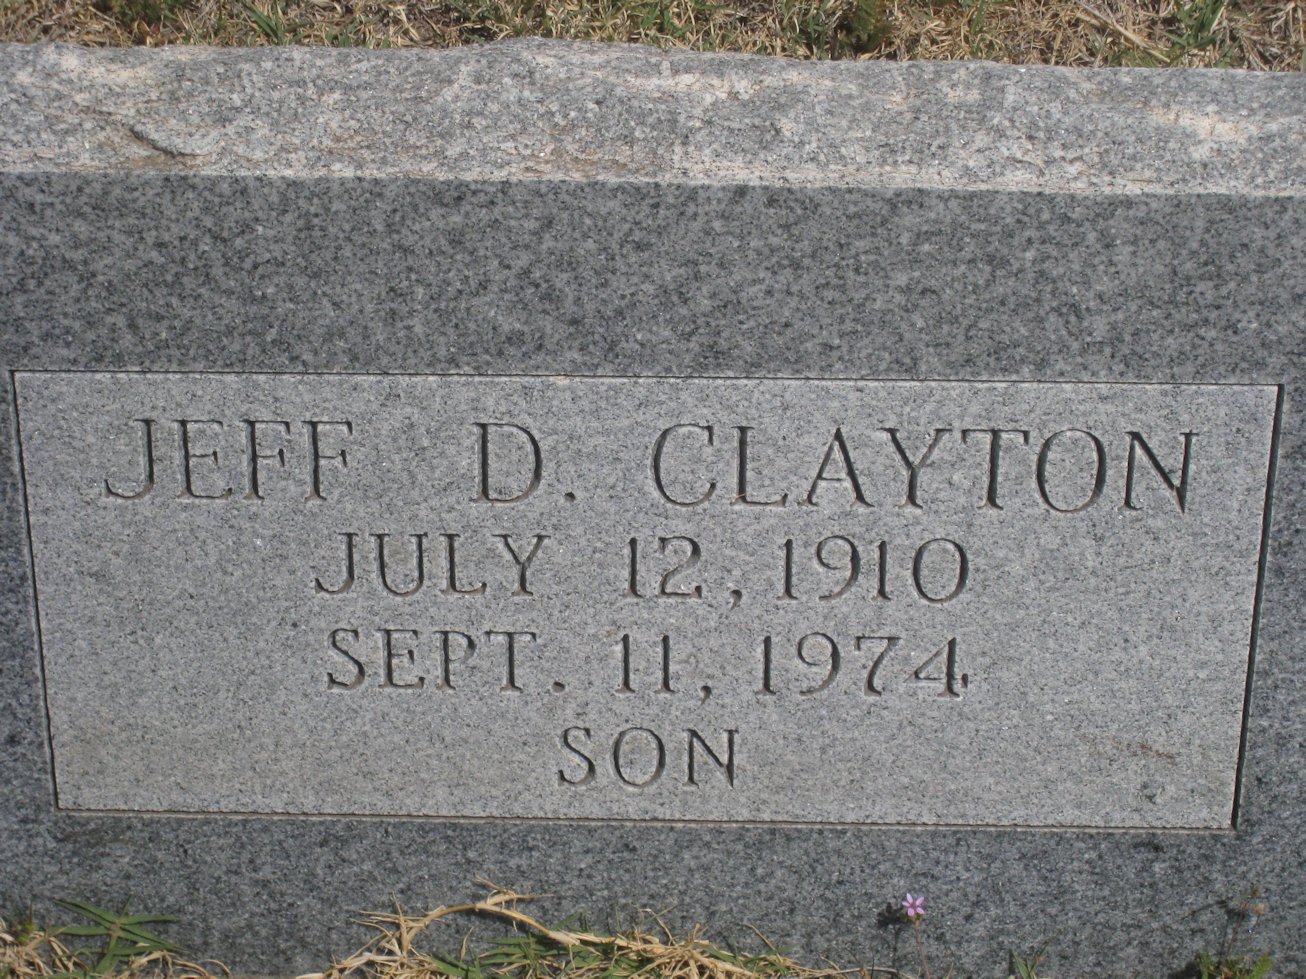 JEFF D. CLAYTON
JULY 12, 1910
SEPT. 11, 1974
SON